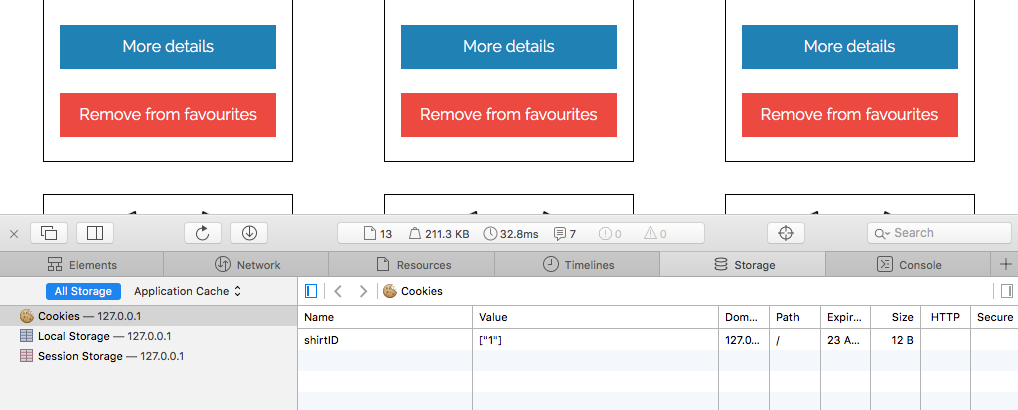 More details More details More details
Remove from favourites Remove from favourites Remove from favourites
13 211.3 KB 32.8ms 7 0 0 Search
Elements Network Resources Timelines Storage Console +
All Storage Application Cache Cookies
Cookies — 127.0.0.1
Local Storage — 127.0.0.1
Session Storage — 127.0.0.1
Name Value Dom... Path Expir... Size HTTP Secure
shirtID ["1"] 127.0... / 23 A... 12 B